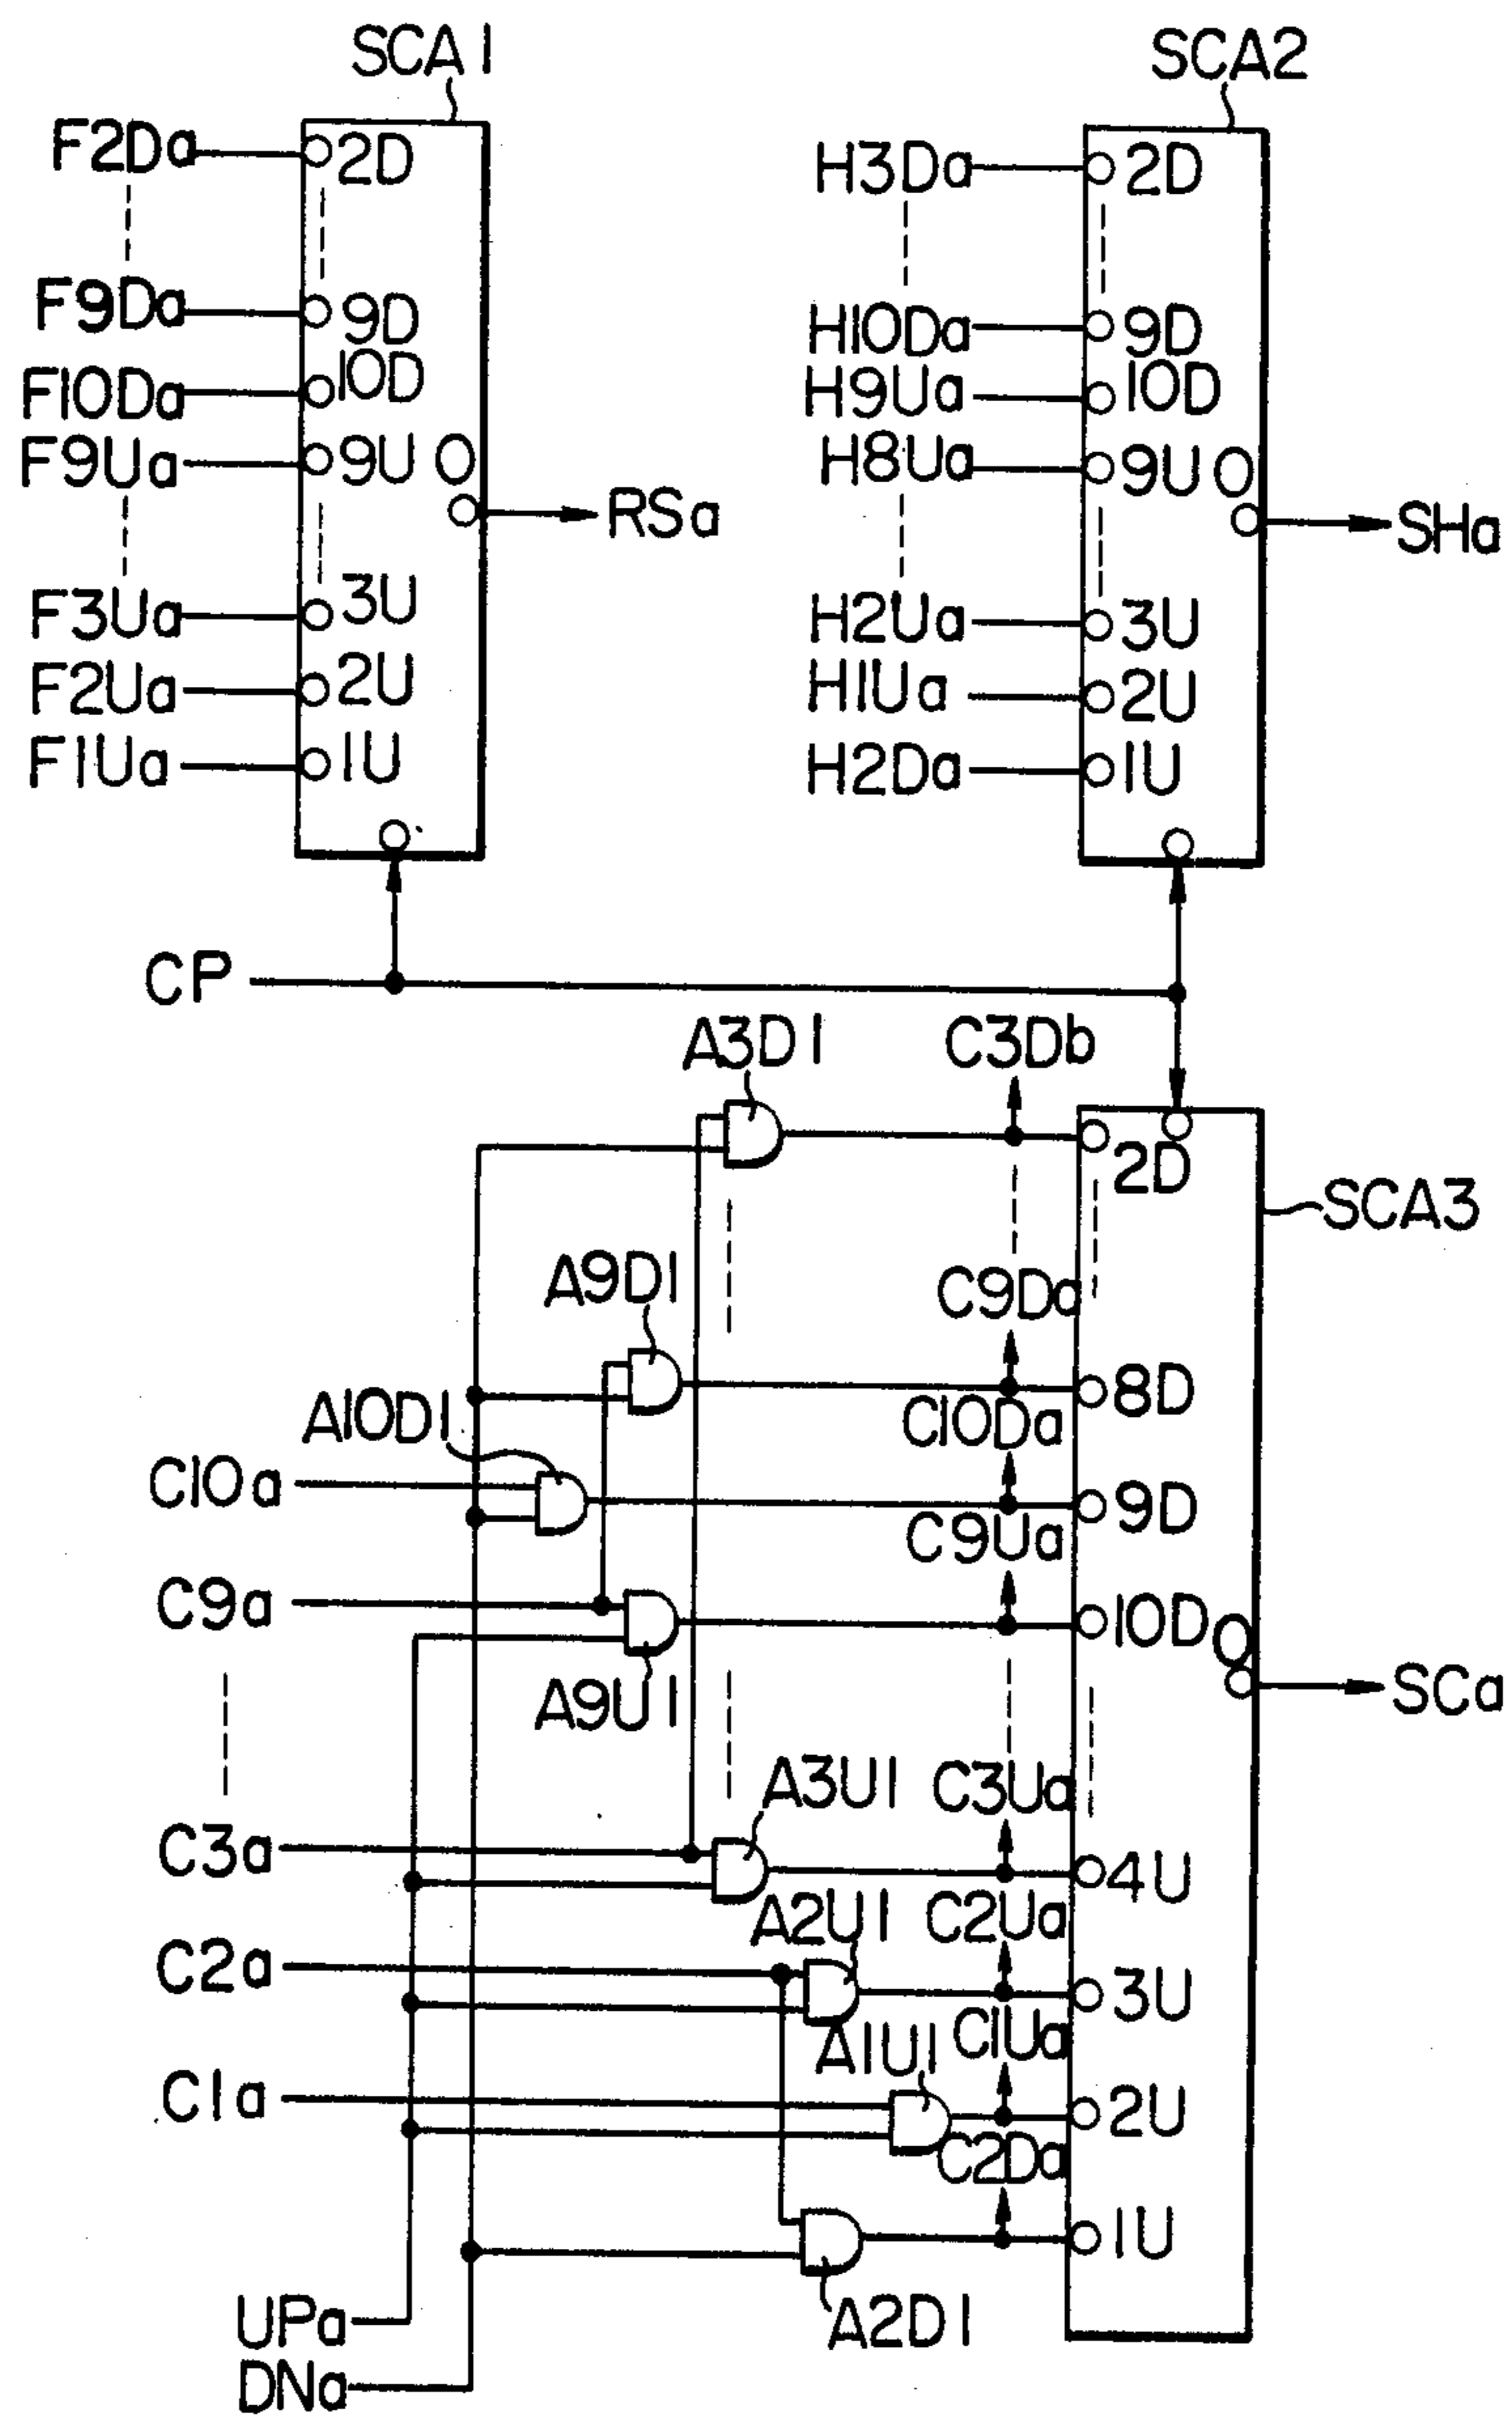 SCA1
F2Da
2D
F9Da
9D
F10Da
10D
F9Ua
9U
O
RSa
F3Ua
3U
F2Ua
2U
F1Ua
1U
SCA2
H3Da
2D
H10Da
9D
H9Ua
10D
H8Ua
9U
O
SHa
H2Ua
3U
H1Ua
2U
H2Da
1U
CP
A3D1
C3Db
2D
SCA3
A9D1
C9Da
8D
A10D1
C10Da
C10a
9D
C9Ua
C9a
10D
O
A9U1
SCa
A3U1
C3Ua
C3a
4U
A2U1
C2Ua
C2a
3U
A1U1
C1Ua
C1a
2U
C2Da
1U
A2D1
UPa
DNa